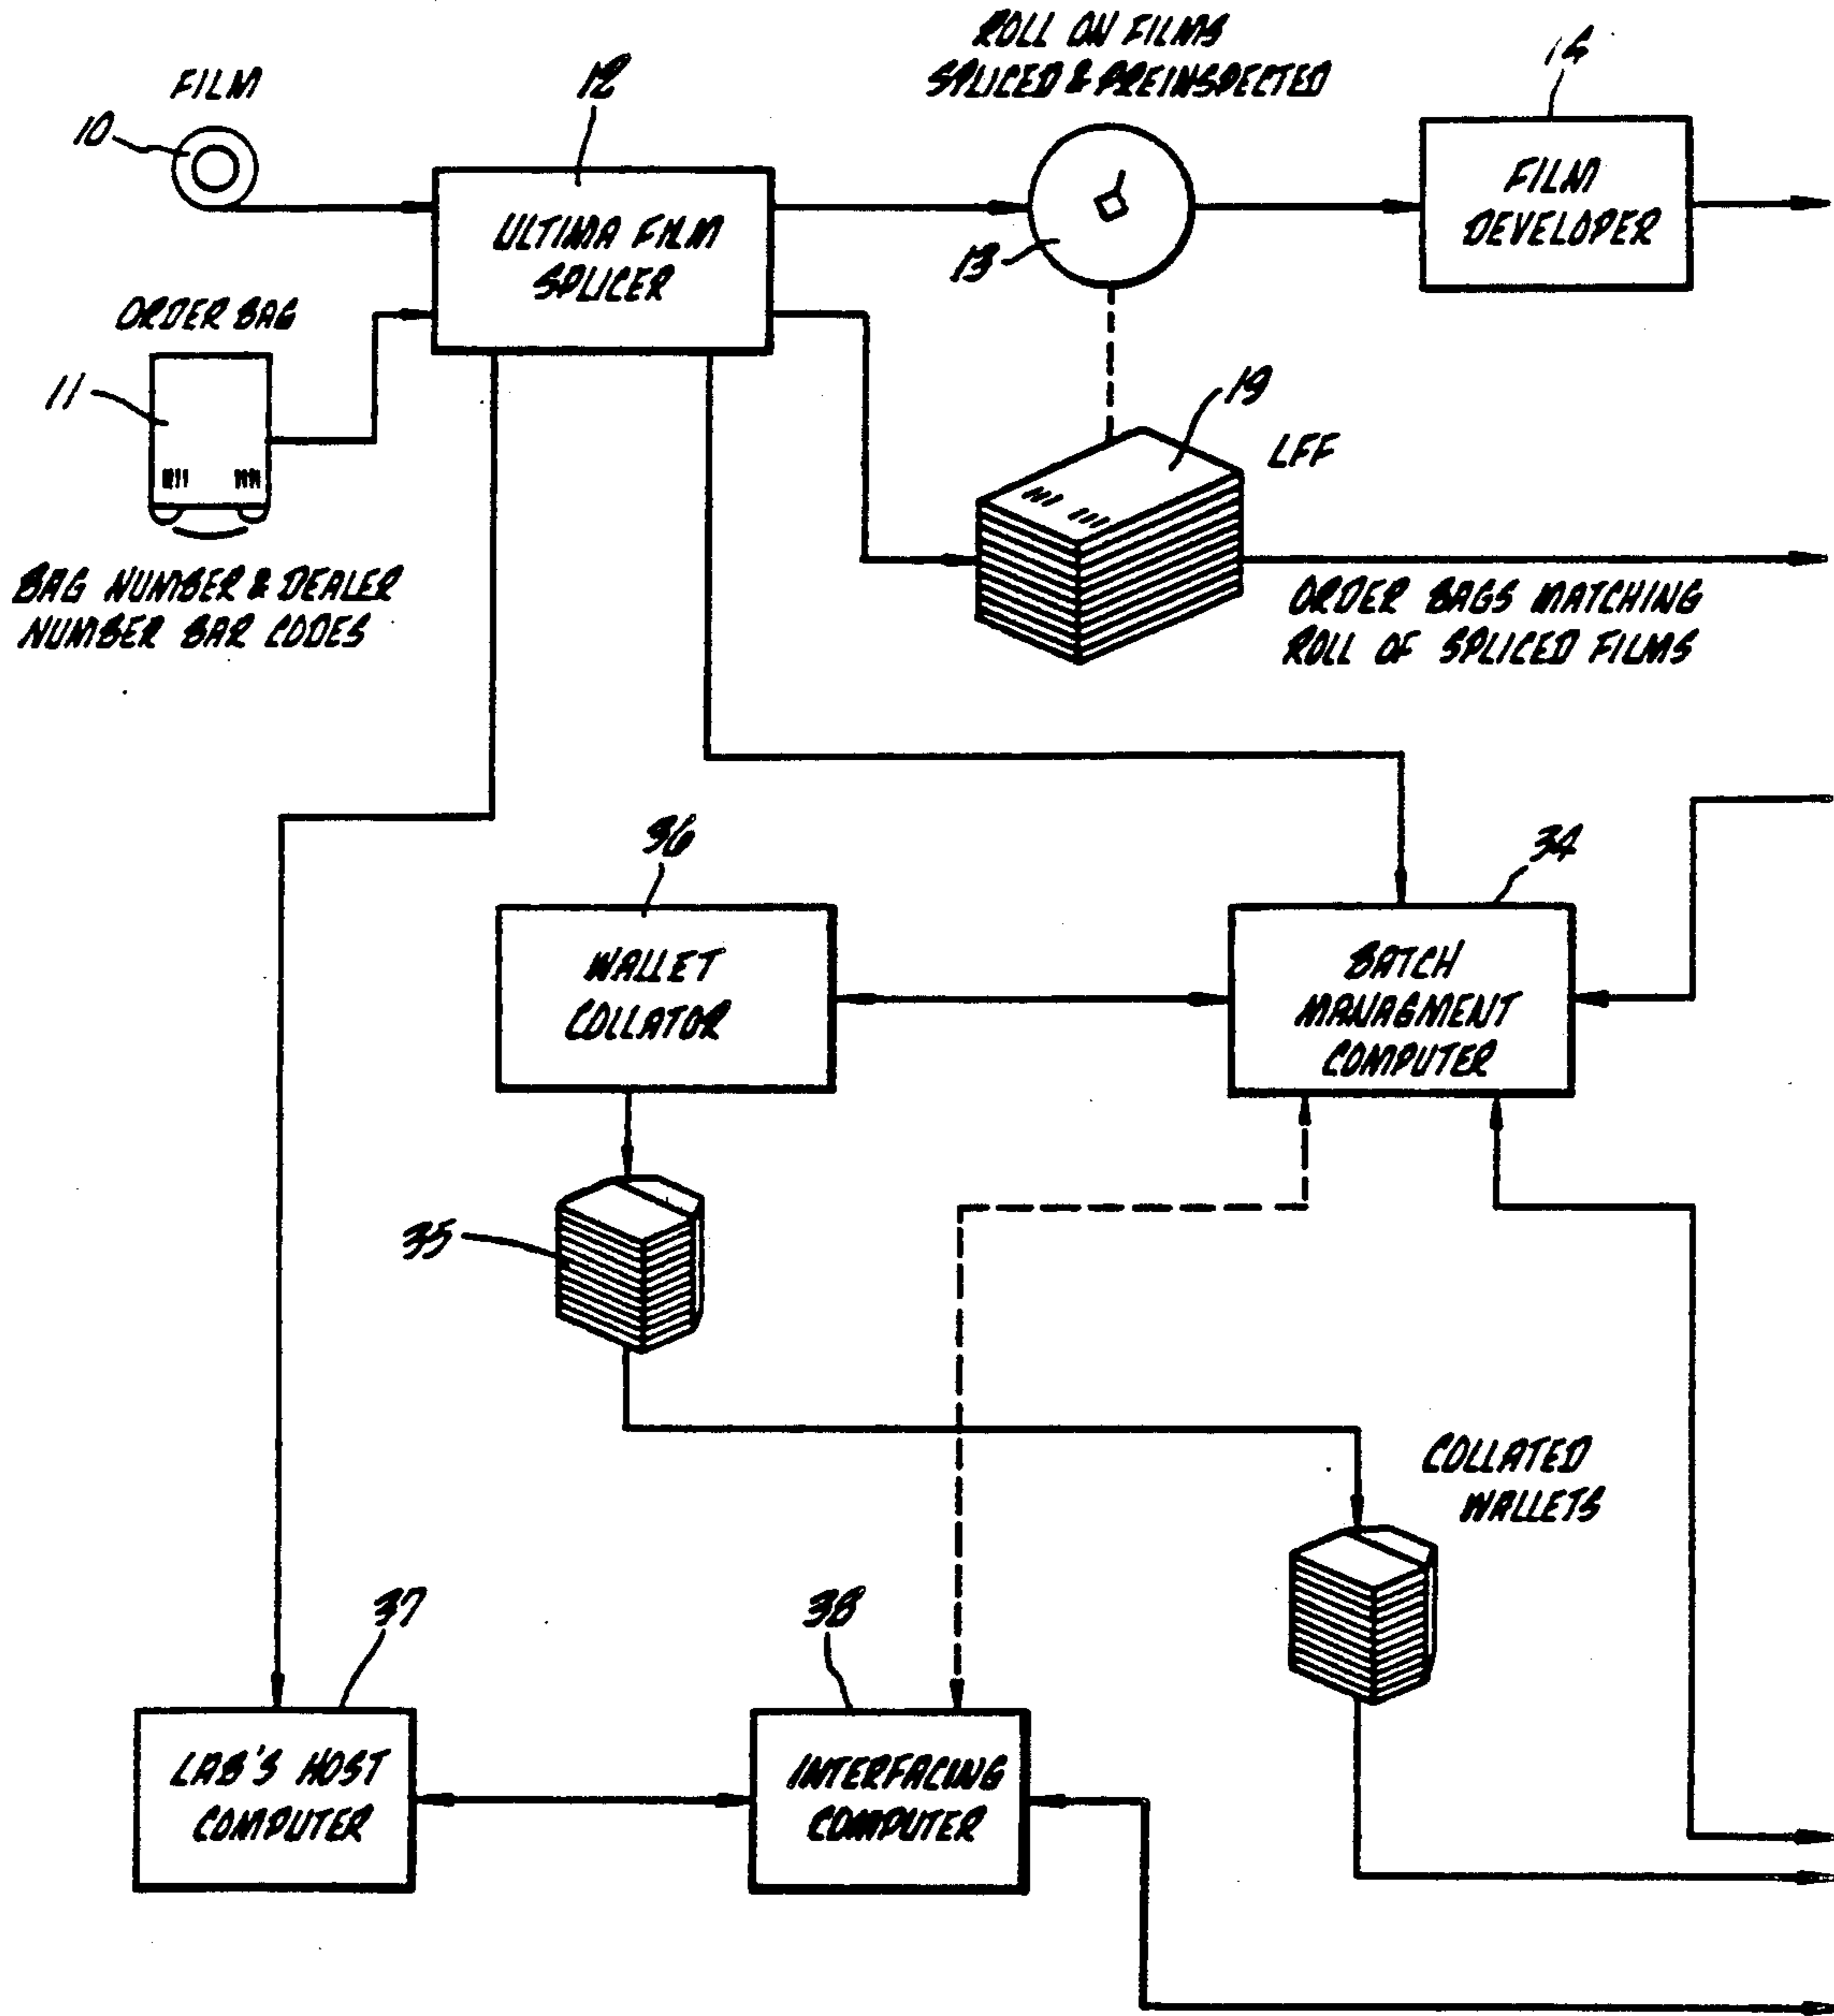 ROLL ON FILMS
SPLICED & PREINSPECTED
14
FILM
10
12
ULTIMA FILM
SPLICER
13
FILM
DEVELOPER
ORDER BAG
11
BAG NUMBER & DEALER
NUMBER BAR CODES
19
LFF
ORDER BAGS MATCHING
ROLL OF SPLICED FILMS
36
WALLET
COLLATOR
34
BATCH
MANAGMENT
COMPUTER
35
COLLATED
WALLETS
37
LAB'S HOST
COMPUTER
38
INTERFACING
COMPUTER